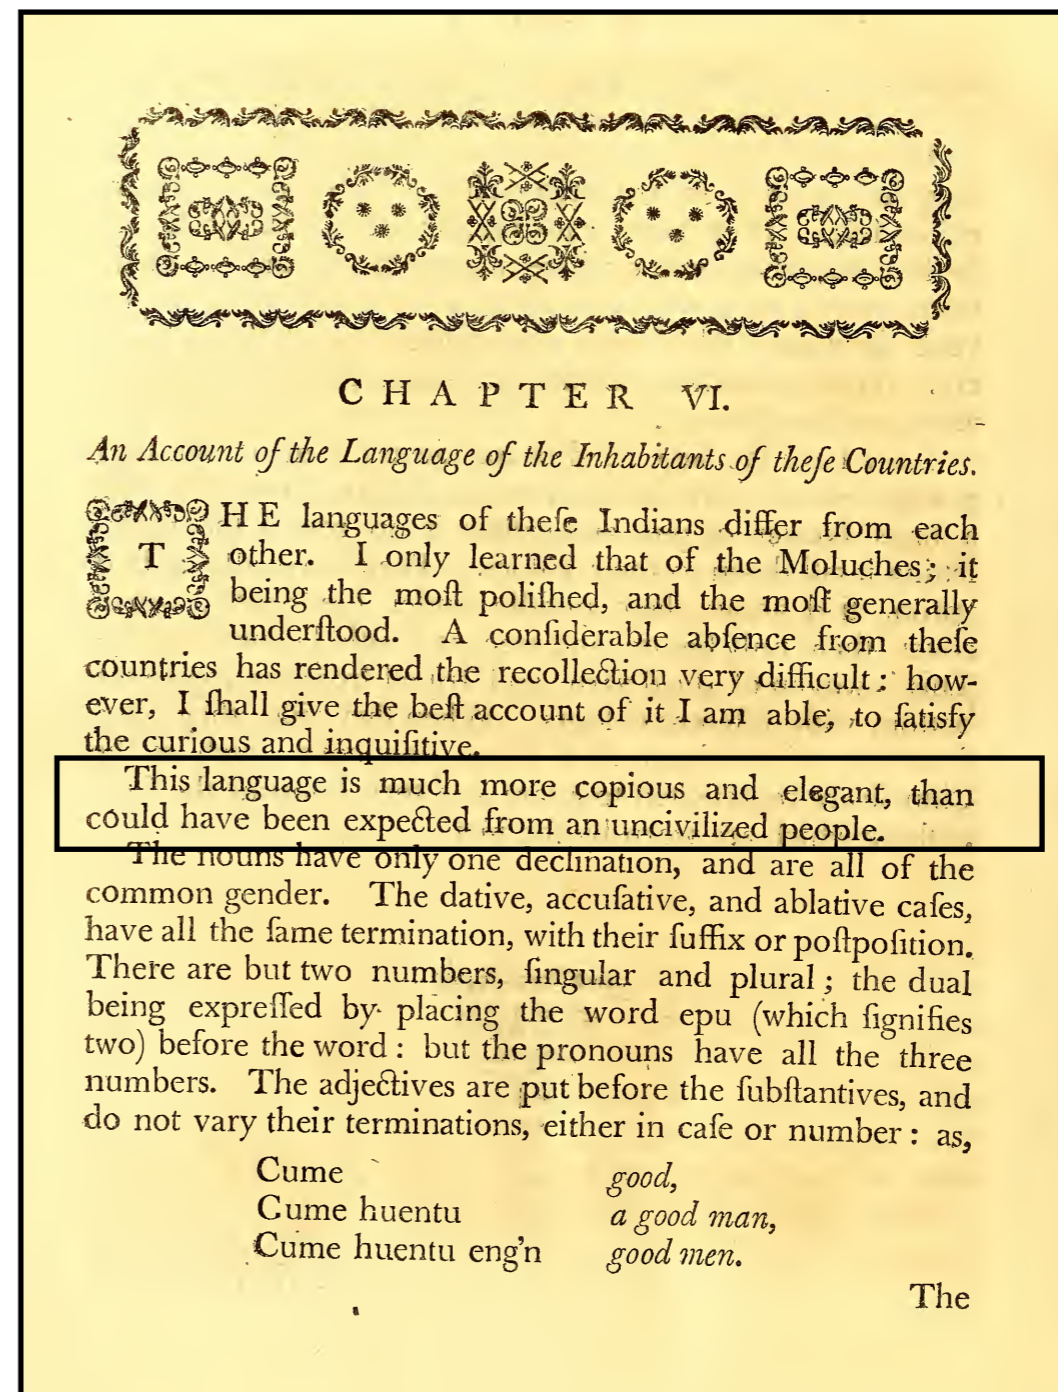 CHAPTER VI.
An Account of the Language of the Inhabitants of theſe Countries.
THE languages of theſe Indians differ from each
other. I only learned that of the Moluches; it
being the moſt poliſhed, and the moſt generally
underſtood. A conſiderable abſence from theſe
countries has rendered the recollection very difficult: how-
ever, I ſhall give the beſt account of it I am able, to ſatisfy
the curious and inquiſitive.
This language is much more copious and elegant, than
could have been expected from an uncivilized people.
The nouns have only one declination, and are all of the
common gender. The dative, accuſative, and ablative caſes,
have all the ſame termination, with their ſuffix or poſtpoſition.
There are but two numbers, ſingular and plural; the dual
being expreſſed by placing the word epu (which ſignifies
two) before the word: but the pronouns have all the three
numbers. The adjectives are put before the ſubſtantives, and
do not vary their terminations, either in caſe or number: as,
Cume good,
Cume huentu a good man,
Cume huentu eng'n good men.
The